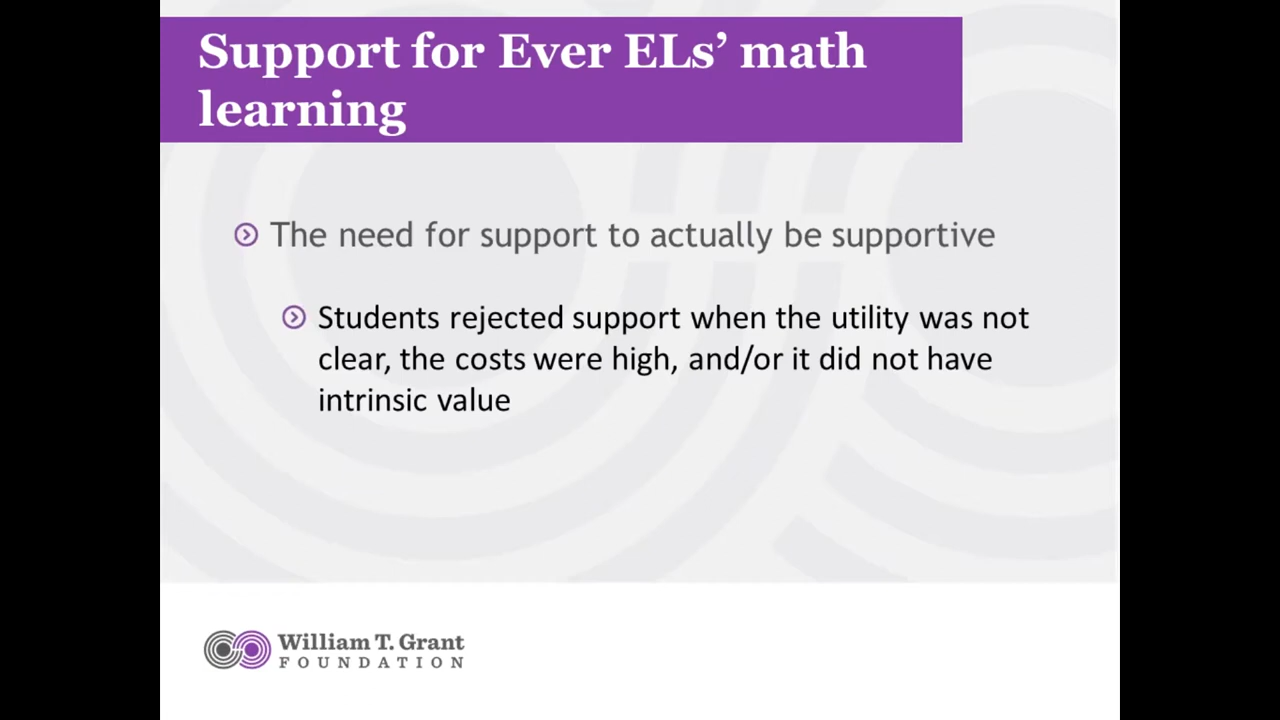 Support for Ever ELs’ math
learning
The need for support to actually be supportive
Students rejected support when the utility was not
clear, the costs were high, and/or it did not have
intrinsic value
William T. Grant
FOUNDATION